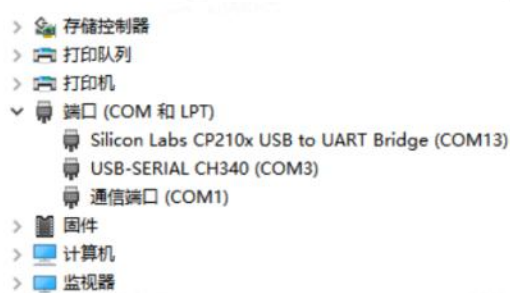 存储控制器
打印队列
打印机
端口 (COM 和 LPT)
Silicon Labs CP210x USB to UART Bridge (COM13)
USB-SERIAL CH340 (COM3)
通信端口 (COM1)
固件
计算机
监视器